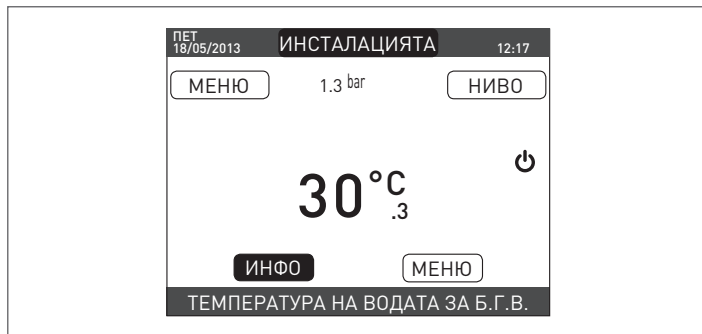 ПЕТ
18/05/2013 ИНСТАЛАЦИЯТА 12:17
МЕНЮ 1.3 bar НИВО
30°C
.3
ИНФО МЕНЮ
ТЕМПЕРАТУРА НА ВОДАТА ЗА Б.Г.В.